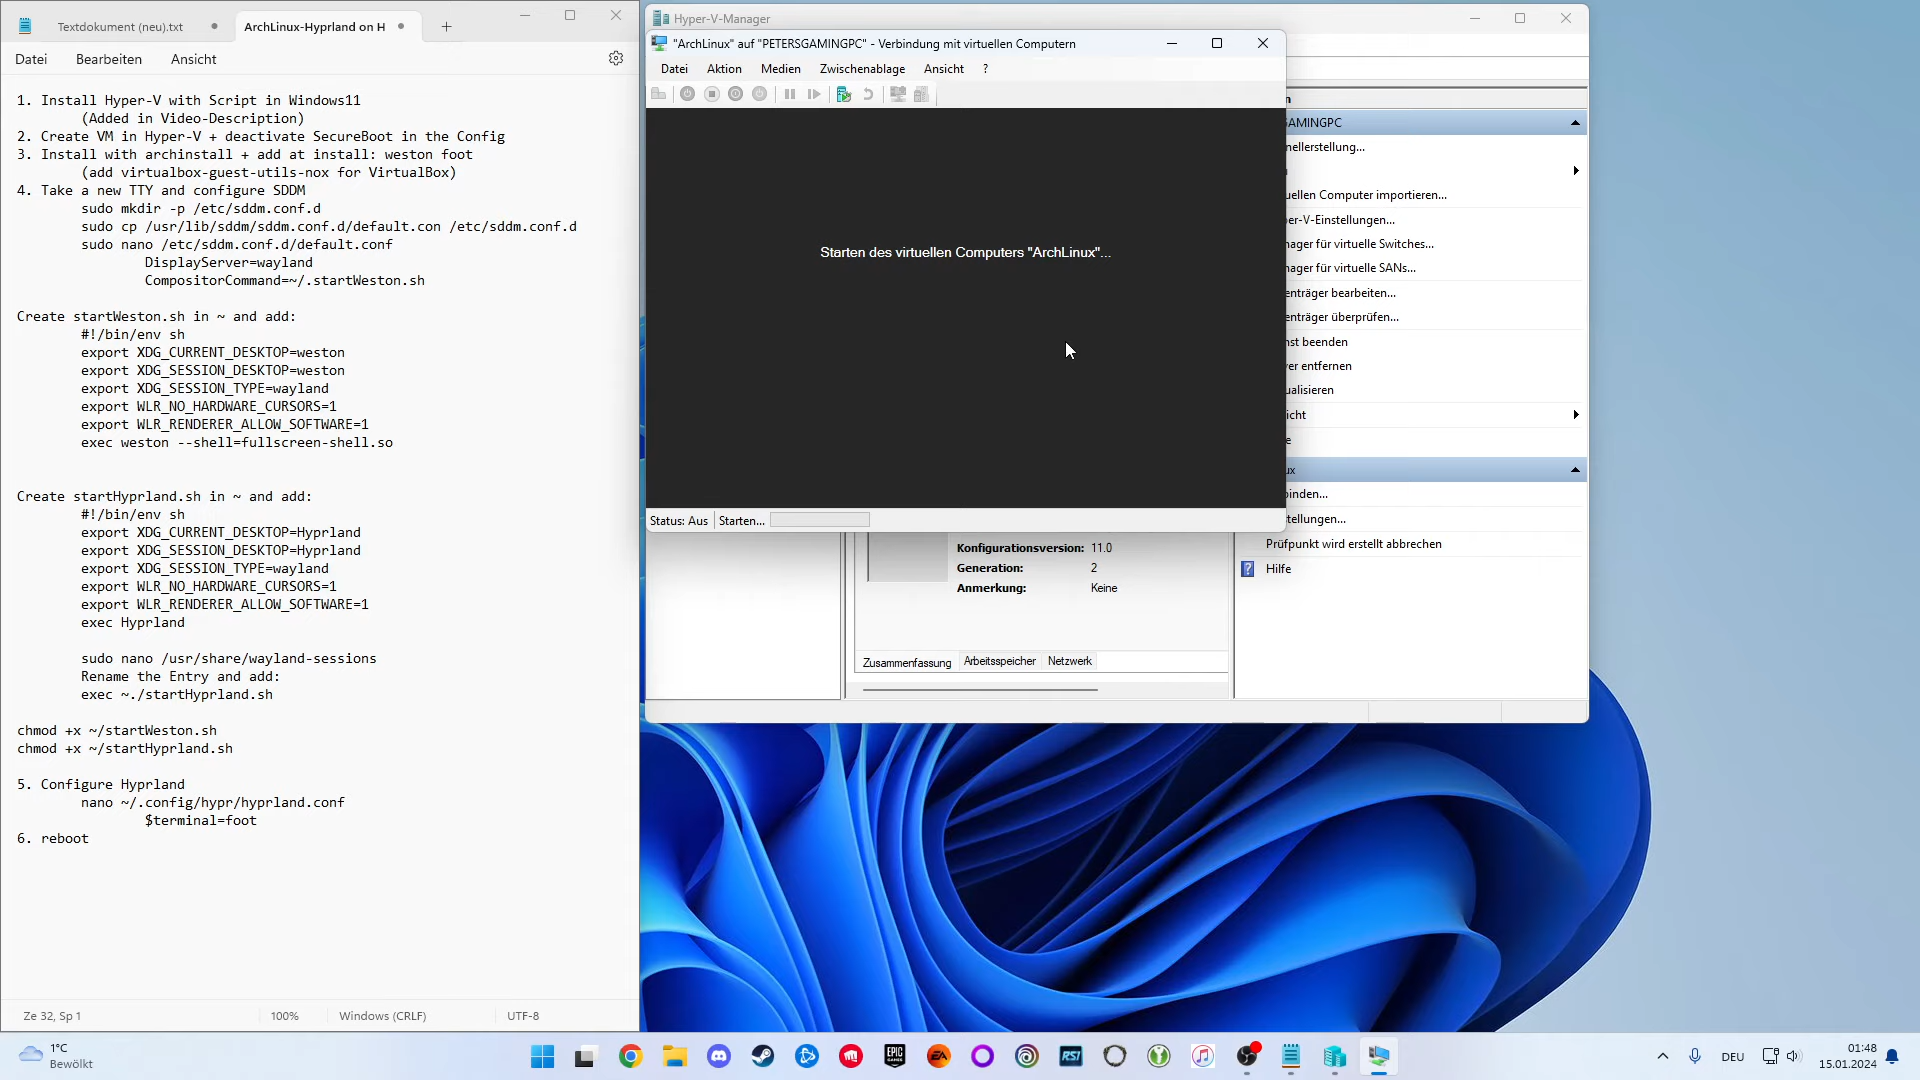 Textdokument (neu).txt
ArchLinux-Hyprland on H
Datei
Bearbeiten
Ansicht
1. Install Hyper-V with Script in Windows11
(Added in Video-Description)
2. Create VM in Hyper-V + deactivate SecureBoot in the Config
3. Install with archinstall + add at install: weston foot
(add virtualbox-guest-utils-nox for VirtualBox)
4. Take a new TTY and configure SDDM
sudo mkdir -p /etc/sddm.conf.d
sudo cp /usr/lib/sddm/sddm.conf.d/default.con /etc/sddm.conf.d
sudo nano /etc/sddm.conf.d/default.conf
DisplayServer=wayland
CompositorCommand=~/.startWeston.sh
Create startWeston.sh in ~ and add:
#!/bin/env sh
export XDG_CURRENT_DESKTOP=weston
export XDG_SESSION_DESKTOP=weston
export XDG_SESSION_TYPE=wayland
export WLR_NO_HARDWARE_CURSORS=1
export WLR_RENDERER_ALLOW_SOFTWARE=1
exec weston --shell=fullscreen-shell.so
Create startHyprland.sh in ~ and add:
#!/bin/env sh
export XDG_CURRENT_DESKTOP=Hyprland
export XDG_SESSION_DESKTOP=Hyprland
export XDG_SESSION_TYPE=wayland
export WLR_NO_HARDWARE_CURSORS=1
export WLR_RENDERER_ALLOW_SOFTWARE=1
exec Hyprland
sudo nano /usr/share/wayland-sessions
Rename the Entry and add:
exec ~./startHyprland.sh
chmod +x ~/startWeston.sh
chmod +x ~/startHyprland.sh
5. Configure Hyprland
nano ~/.config/hypr/hyprland.conf
$terminal=foot
6. reboot
Ze 32, Sp 1
100%
Windows (CRLF)
UTF-8
Hyper-V-Manager
"ArchLinux" auf "PETERSGAMINGPC" - Verbindung mit virtuellen Computern
Datei
Aktion
Medien
Zwischenablage
Ansicht
?
Starten des virtuellen Computers "ArchLinux"...
Status: Aus
Starten...
n
GAMINGPC
nellerstellung...
uellen Computer importieren...
er-V-Einstellungen...
nager für virtuelle Switches...
nager für virtuelle SANs...
enträger bearbeiten...
enträger überprüfen...
nst beenden
ver entfernen
ualisieren
icht
e
ux
binden...
stellungen...
Prüfpunkt wird erstellt abbrechen
Hilfe
Konfigurationsversion: 11.0
Generation: 2
Anmerkung: Keine
Zusammenfassung
Arbeitsspeicher
Netzwerk
1°C
Bewölkt
EPIC GAMES
EA
RSI
DEU
01:48
15.01.2024